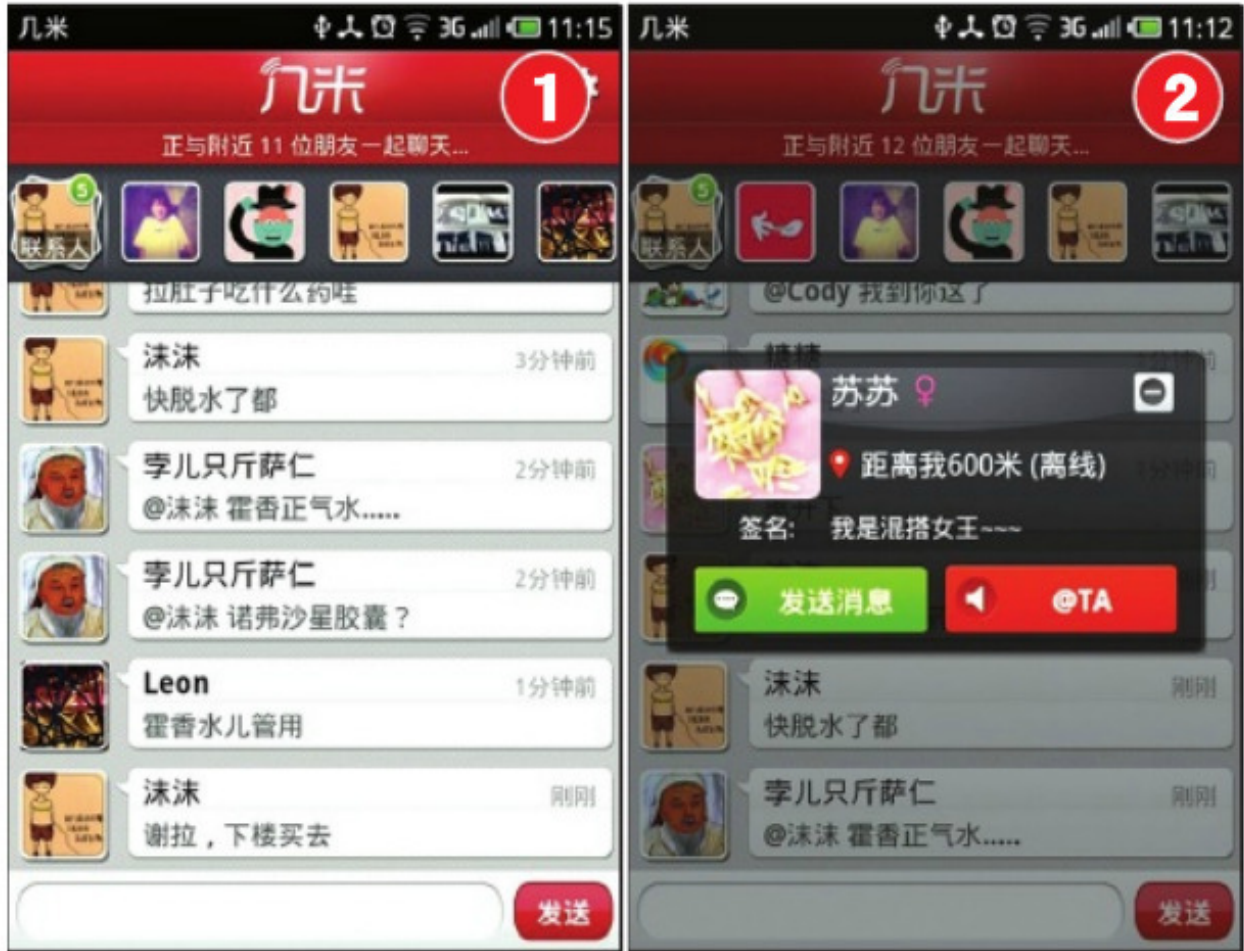 几米
3G
11:15
几米
1
正与附近 11 位朋友一起聊天...
5
联系人
拉肚子吃什么药哇
沫沫
3分钟前
快脱水了都
孛儿只斤萨仁
2分钟前
@沫沫 霍香正气水.....
孛儿只斤萨仁
2分钟前
@沫沫 诺弗沙星胶囊？
Leon
1分钟前
霍香水儿管用
沫沫
刚刚
谢拉，下楼买去
发送
几米
3G
11:12
几米
2
正与附近 12 位朋友一起聊天...
5
联系人
@Cody 我到你这了
糖糖
苏苏
距离我600米 (离线)
签名: 我是混搭女王~~~
发送消息
@TA
沫沫
刚刚
快脱水了都
孛儿只斤萨仁
刚刚
@沫沫 霍香正气水.....
发送